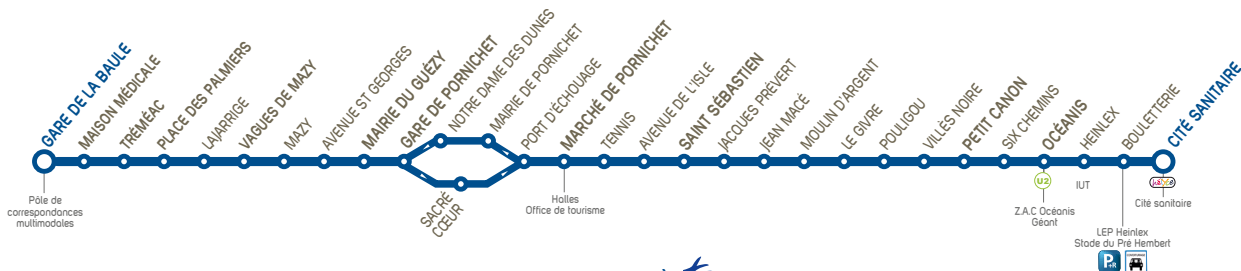 GARE DE LA BAULE
MAISON MÉDICALE
TRÉMÉAC
PLACE DES PALMIERS
LAJARRIGE
VAGUES DE MAZY
MAZY
AVENUE ST GEORGES
MAIRIE DU GUÉZY
GARE DE PORNICHET
NOTRE DAME DES DUNES
MAIRIE DE PORNICHET
SACRÉ
CŒUR
PORT D'ÉCHOUAGE
MARCHÉ DE PORNICHET
TENNIS
AVENUE DE L'ISLE
SAINT SÉBASTIEN
JACQUES PRÉVERT
JEAN MACÉ
MOULIN D'ARGENT
LE GIVRE
POULIGOU
VILLÈS NOIRE
PETIT CANON
SIX CHEMINS
OCÉANIS
HEINLEX
BOULETTERIE
CITÉ SANITAIRE
Pôle de
correspondances
multimodales
Halles
Office de tourisme
U2
Z.A.C Océanis
Géant
IUT
LEP Heinlex
Stade du Pré Hembert
P+R
hélYce
Cité sanitaire